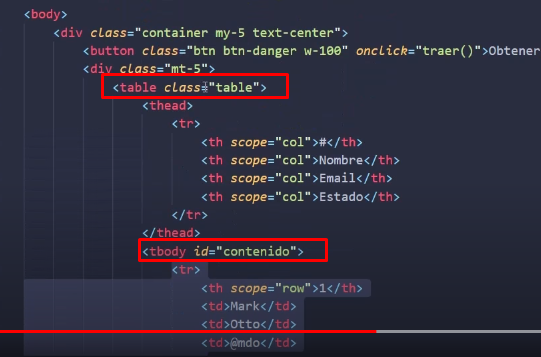 <body>
<div class="container my-5 text-center">
<button class="btn btn-danger w-100" onclick="traer()">Obtener
<div class="mt-5">
<table class="table">
<thead>
<tr>
<th scope="col">#</th>
<th scope="col">Nombre</th>
<th scope="col">Email</th>
<th scope="col">Estado</th>
</tr>
</thead>
<tbody id="contenido">
<tr>
<th scope="row">1</th>
<td>Mark</td>
<td>Otto</td>
<td>@mdo</td>